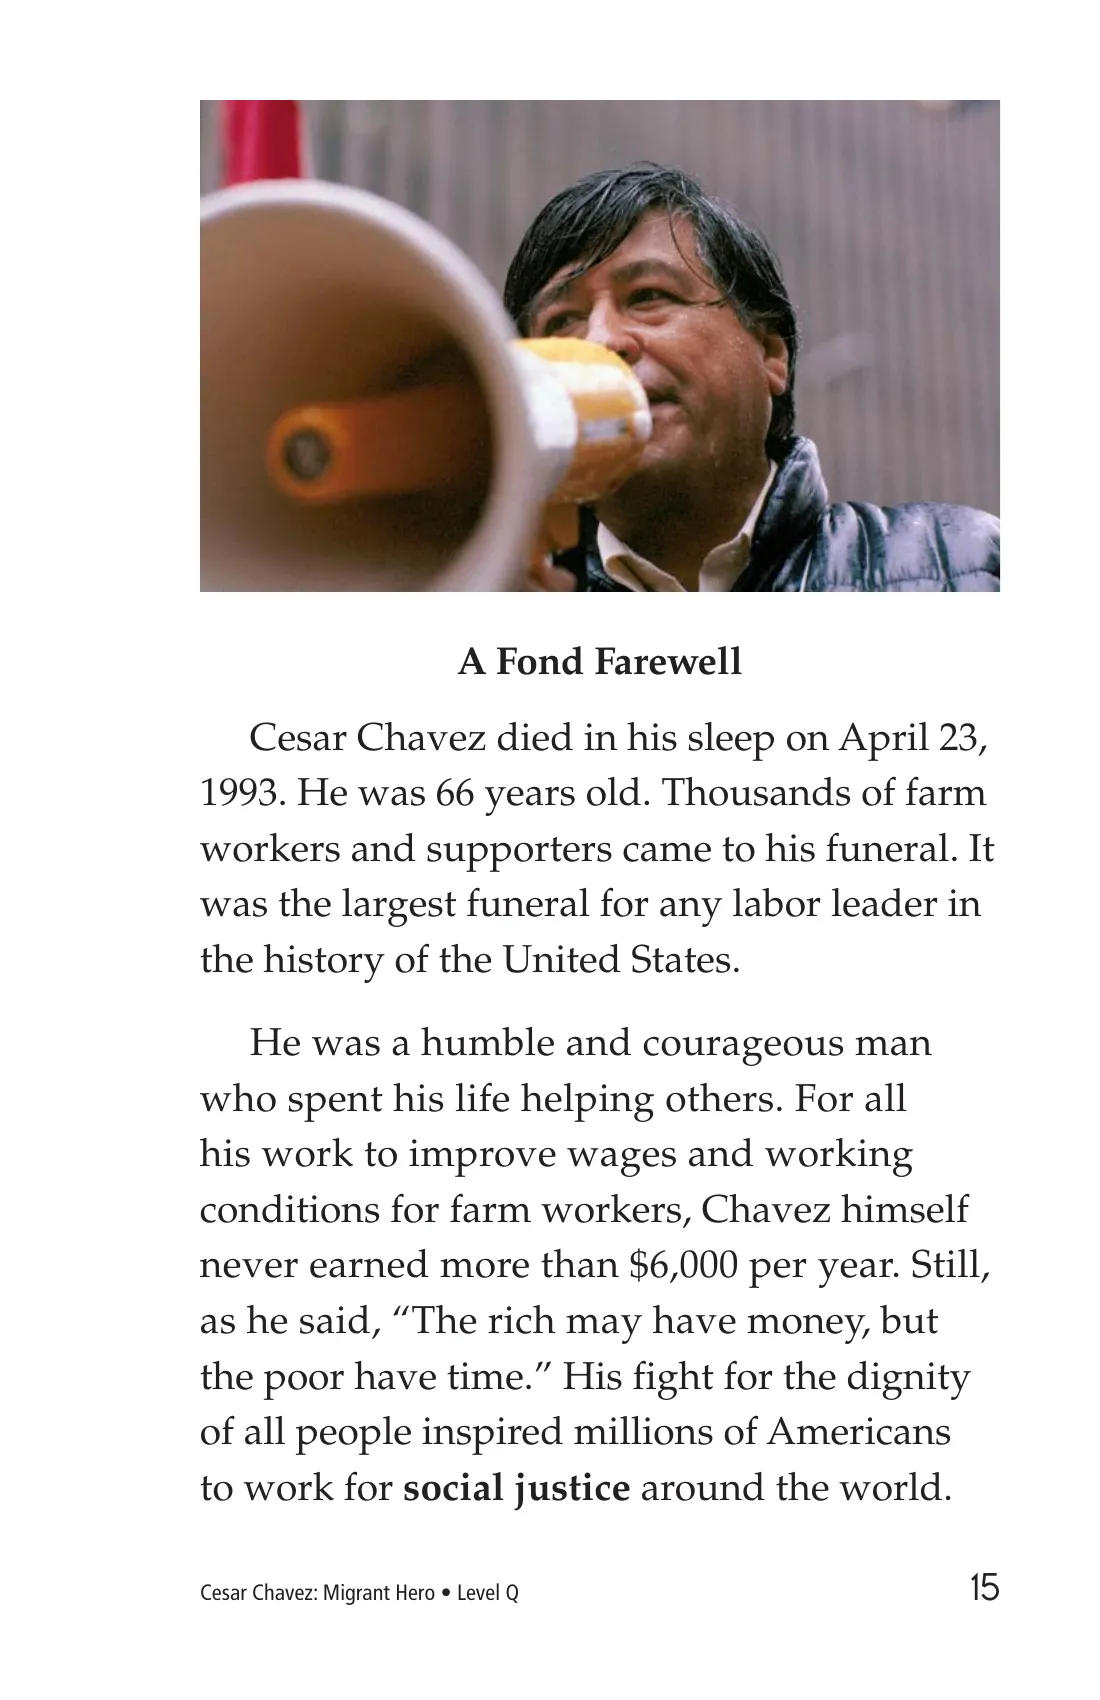 A Fond Farewell
Cesar Chavez died in his sleep on April 23,
1993. He was 66 years old. Thousands of farm
workers and supporters came to his funeral. It
was the largest funeral for any labor leader in
the history of the United States.
He was a humble and courageous man
who spent his life helping others. For all
his work to improve wages and working
conditions for farm workers, Chavez himself
never earned more than $6,000 per year. Still,
as he said, “The rich may have money, but
the poor have time.” His fight for the dignity
of all people inspired millions of Americans
to work for social justice around the world.
Cesar Chavez: Migrant Hero • Level Q
15